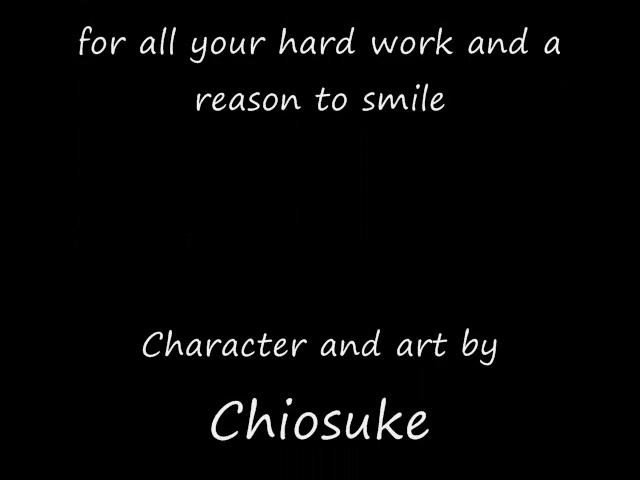 for all your hard work and a
reason to smile
Character and art by
Chiosuke